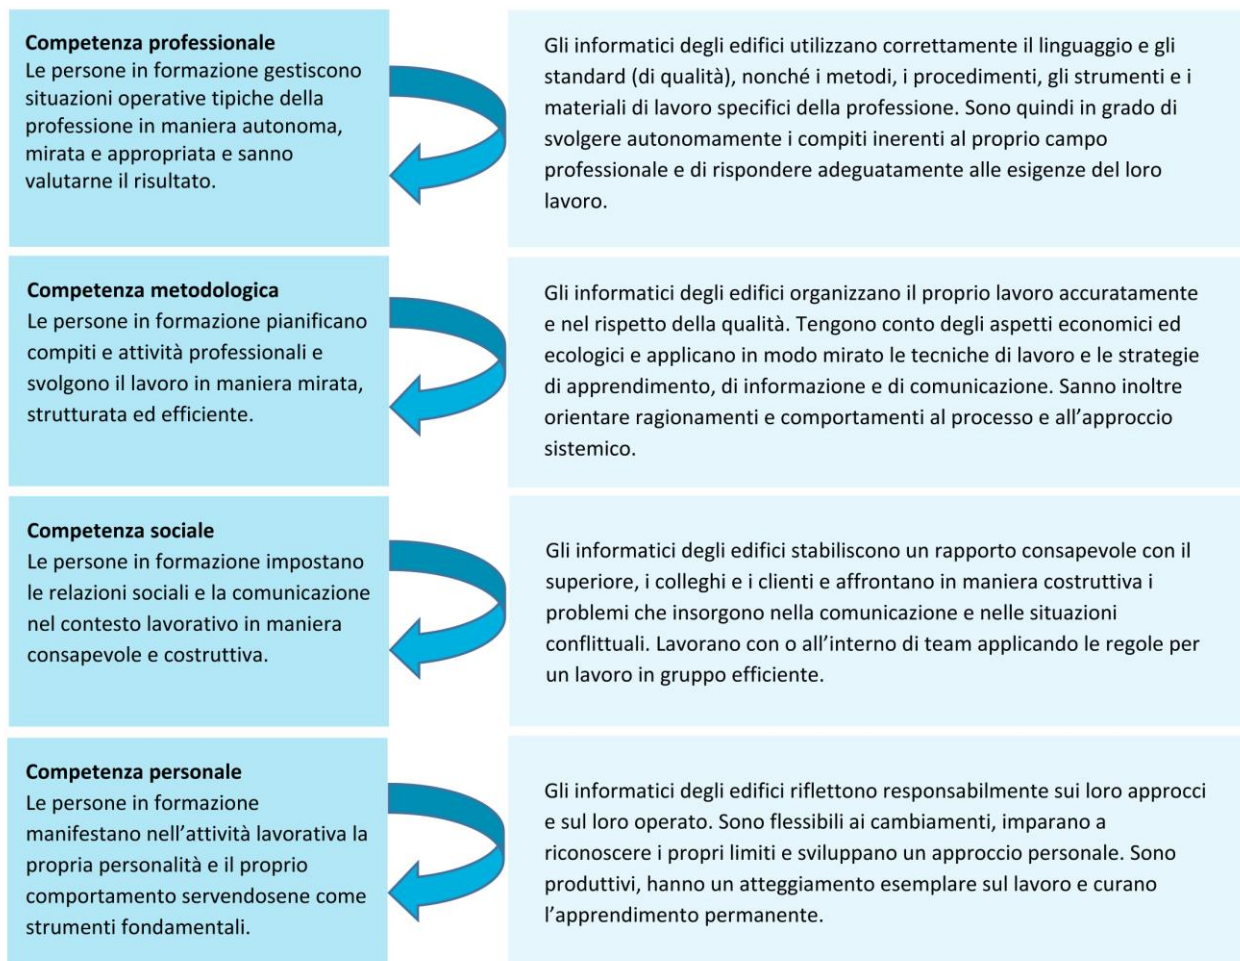 Competenza professionale
Le persone in formazione gestiscono
situazioni operative tipiche della
professione in maniera autonoma,
mirata e appropriata e sanno
valutarne il risultato.
Gli informatici degli edifici utilizzano correttamente il linguaggio e gli
standard (di qualità), nonché i metodi, i procedimenti, gli strumenti e i
materiali di lavoro specifici della professione. Sono quindi in grado di
svolgere autonomamente i compiti inerenti al proprio campo
professionale e di rispondere adeguatamente alle esigenze del loro
lavoro.
Competenza metodologica
Le persone in formazione pianificano
compiti e attività professionali e
svolgono il lavoro in maniera mirata,
strutturata ed efficiente.
Gli informatici degli edifici organizzano il proprio lavoro accuratamente
e nel rispetto della qualità. Tengono conto degli aspetti economici ed
ecologici e applicano in modo mirato le tecniche di lavoro e le strategie
di apprendimento, di informazione e di comunicazione. Sanno inoltre
orientare ragionamenti e comportamenti al processo e all’approccio
sistemico.
Competenza sociale
Le persone in formazione impostano
le relazioni sociali e la comunicazione
nel contesto lavorativo in maniera
consapevole e costruttiva.
Gli informatici degli edifici stabiliscono un rapporto consapevole con il
superiore, i colleghi e i clienti e affrontano in maniera costruttiva i
problemi che insorgono nella comunicazione e nelle situazioni
conflittuali. Lavorano con o all’interno di team applicando le regole per
un lavoro in gruppo efficiente.
Competenza personale
Le persone in formazione
manifestano nell’attività lavorativa la
propria personalità e il proprio
comportamento servendosene come
strumenti fondamentali.
Gli informatici degli edifici riflettono responsabilmente sui loro approcci
e sul loro operato. Sono flessibili ai cambiamenti, imparano a
riconoscere i propri limiti e sviluppano un approccio personale. Sono
produttivi, hanno un atteggiamento esemplare sul lavoro e curano
l’apprendimento permanente.